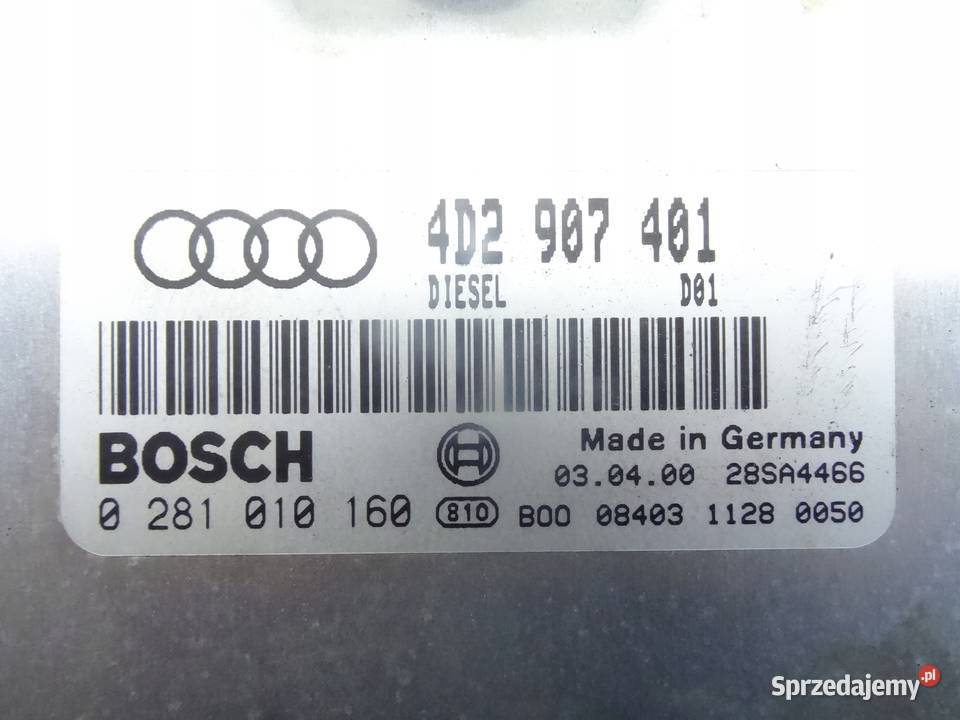 4D2 907 401
DIESEL D01
BOSCH
Made in Germany
03.04.00 28SA4466
0 281 010 160 810 B00 08403 1128 0050
Sprzedajemy.pl